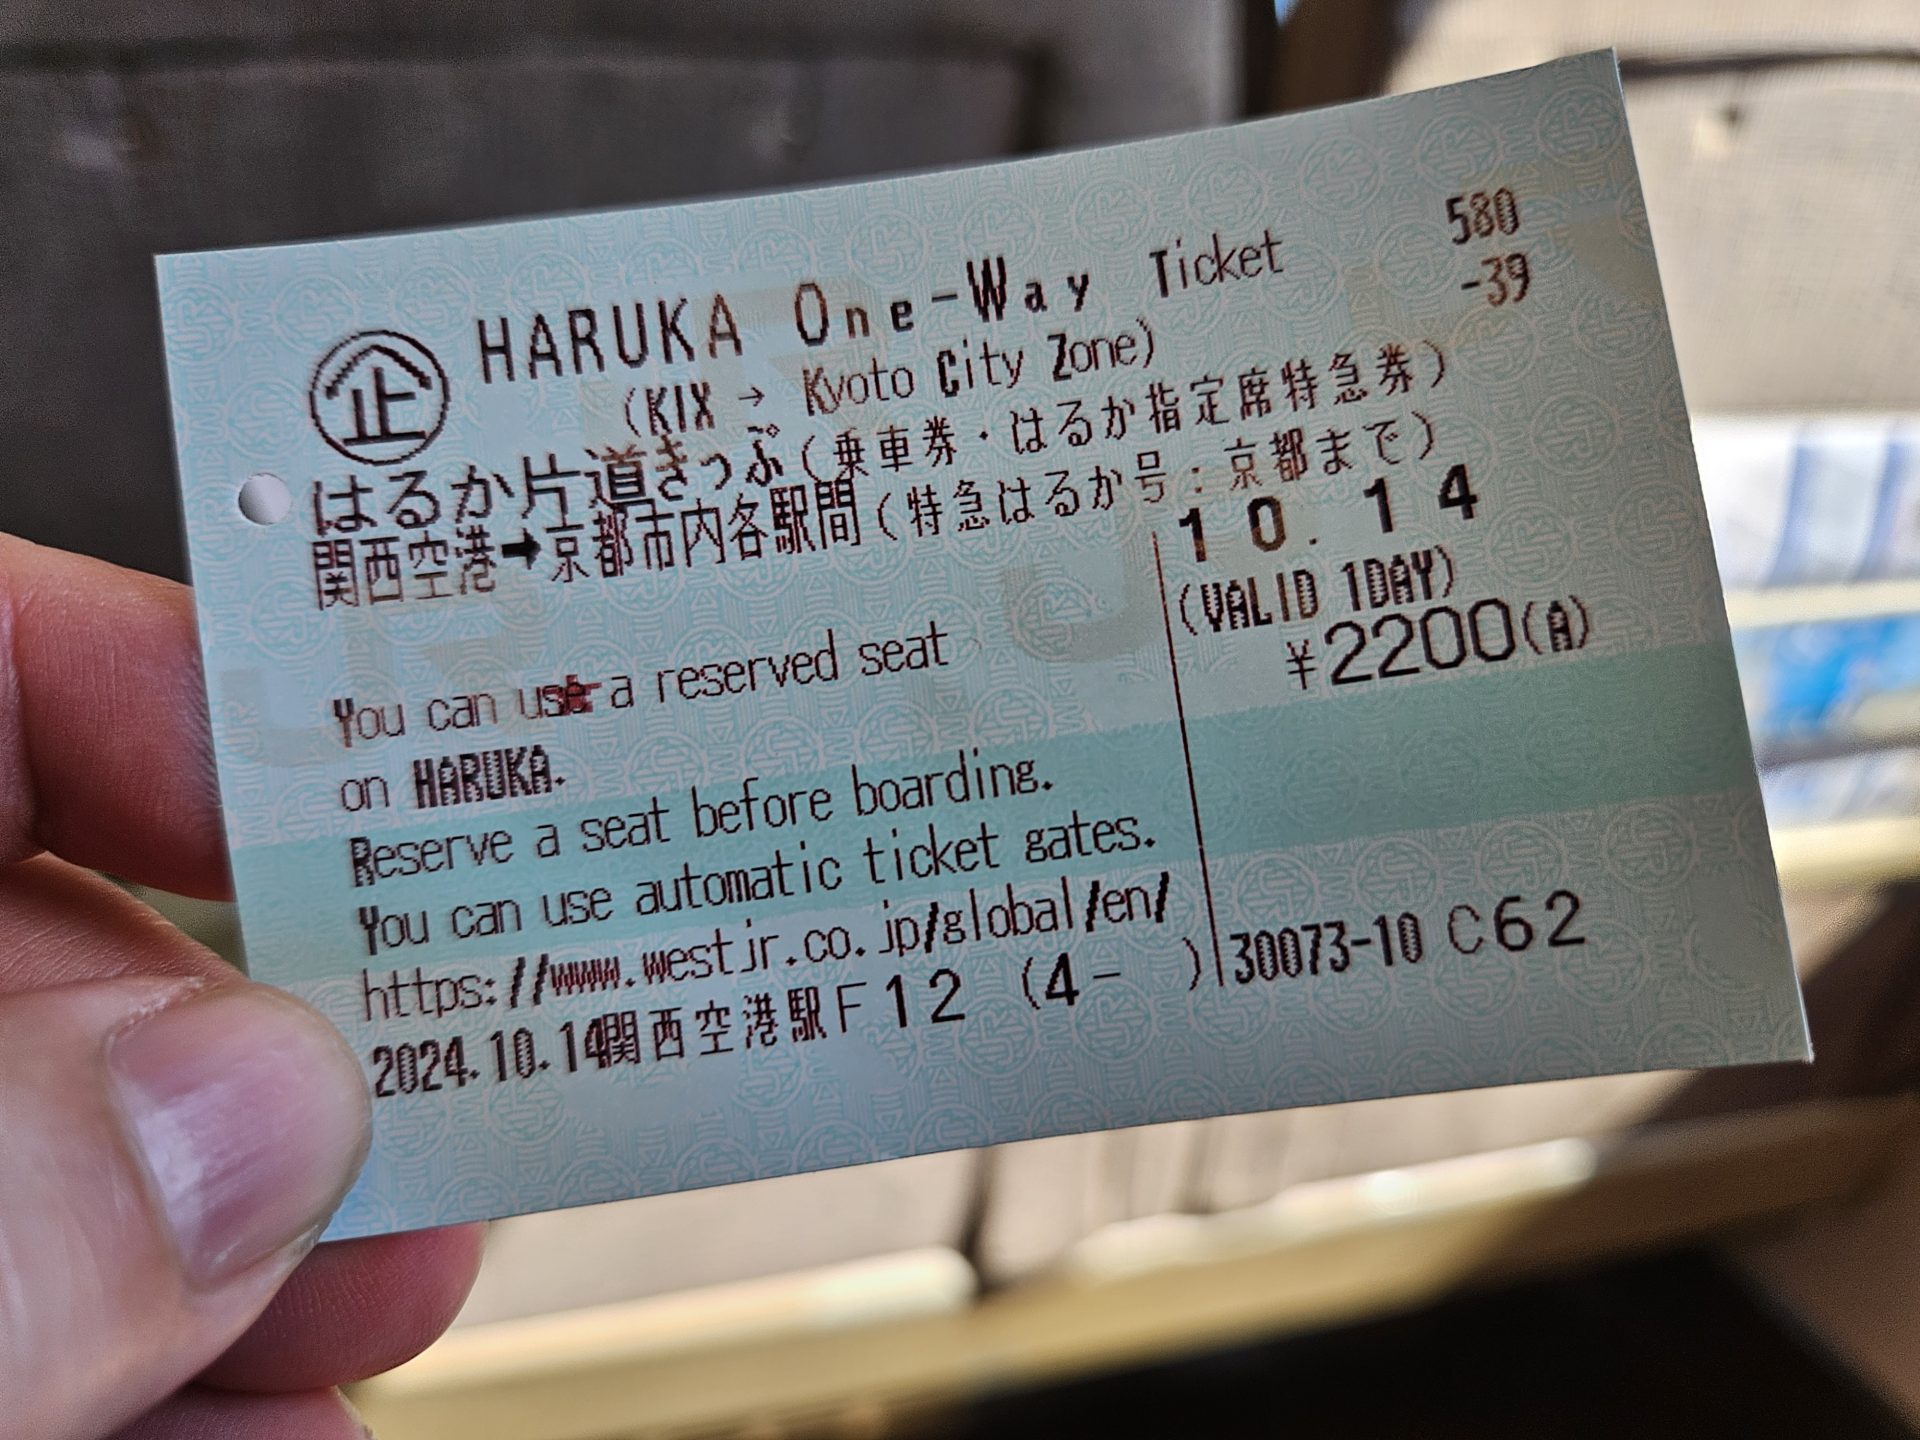 580
-39
企 HARUKA One-Way Ticket
(KIX → Kyoto City Zone)
はるか片道きっぷ(乗車券・はるか指定席特急券)
関西空港➡京都市内各駅間(特急はるか号:京都まで)
10.14
(VALID 1DAY)
¥2200(A)
You can use a reserved seat
on HARUKA.
Reserve a seat before boarding.
You can use automatic ticket gates.
https://www.westjr.co.jp/global/en/
2024.10.14関西空港駅F12 (4- )
30073-10 C62